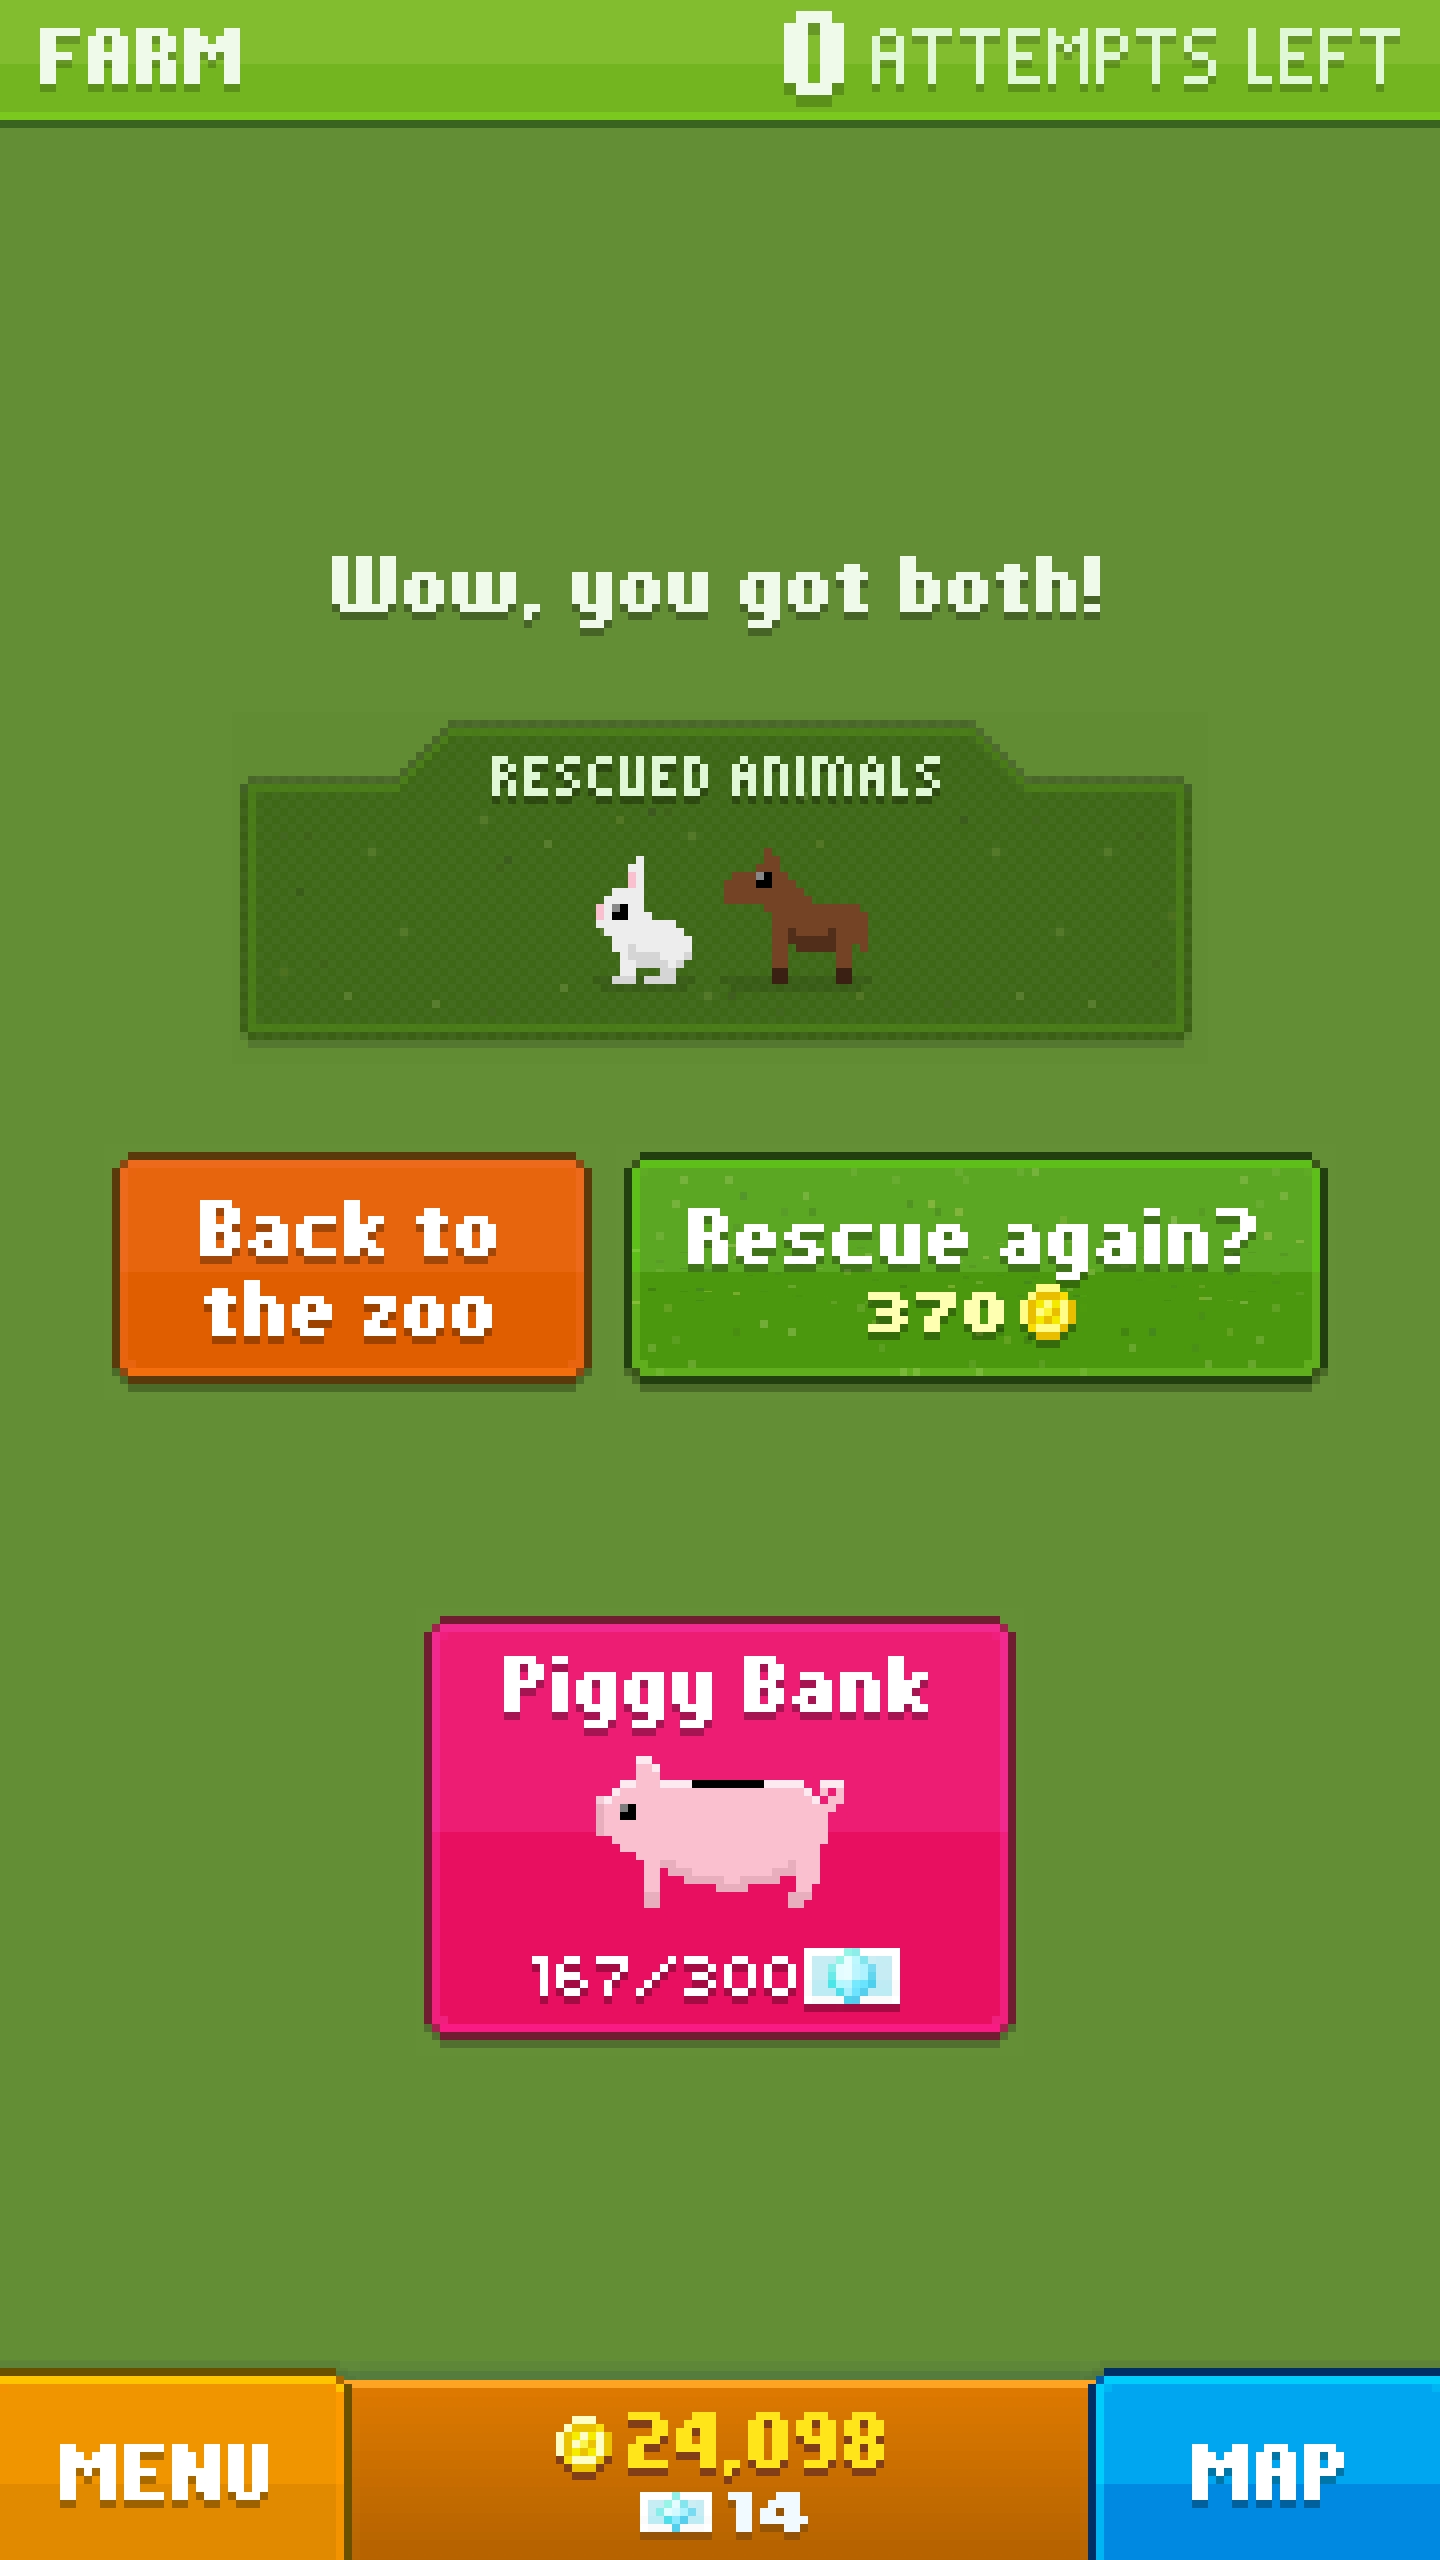 FARM
0 ATTEMPTS LEFT
Wow, you got both!
RESCUED ANIMALS
Back to
the zoo
Rescue again?
370
Piggy Bank
167/300
MENU
24,098
14
MAP